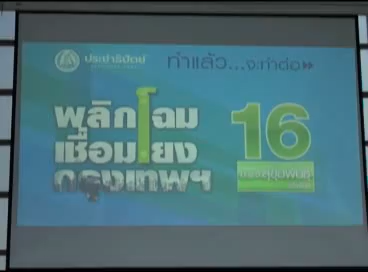 ประชาธิปัตย์
ทำแล้ว...จะทำต่อ
พลิกโฉม
เชื่อมโยง
กรุงเทพฯ
16